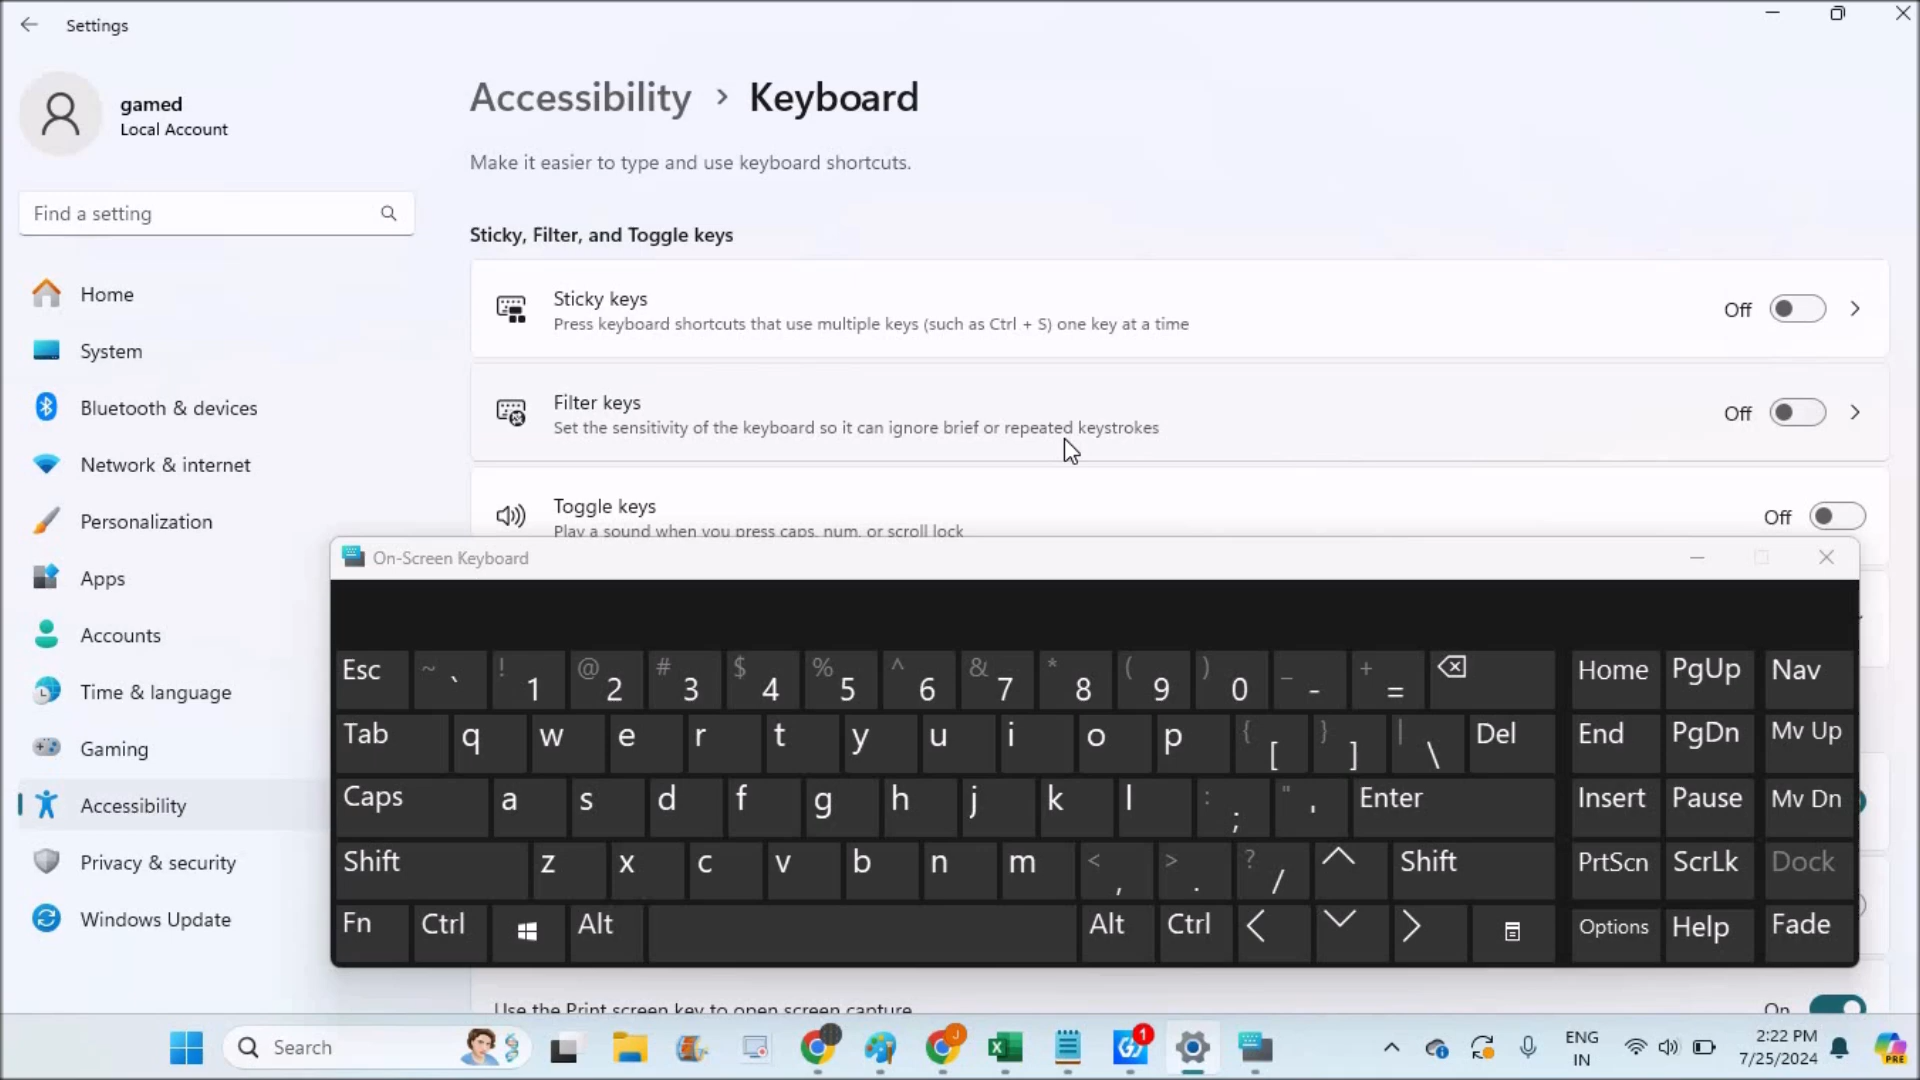 Settings
gamed
Local Account
Find a setting
Home
System
Bluetooth & devices
Network & internet
Personalization
Apps
Accounts
Time & language
Gaming
Accessibility
Privacy & security
Windows Update
Accessibility > Keyboard
Make it easier to type and use keyboard shortcuts.
Sticky, Filter, and Toggle keys
Sticky keys
Press keyboard shortcuts that use multiple keys (such as Ctrl + S) one key at a time
Off
Filter keys
Set the sensitivity of the keyboard so it can ignore brief or repeated keystrokes
Off
Toggle keys
Play a sound when you press caps, num, or scroll lock
Off
On-Screen Keyboard
Esc ~ ` ! 1 @ 2 # 3 $ 4 % 5 ^ 6 & 7 * 8 ( 9 ) 0 _ - + = Home PgUp Nav
Tab q w e r t y u i o p { [ } ] | \ Del End PgDn Mv Up
Caps a s d f g h j k l : ; " ' Enter Insert Pause Mv Dn
Shift z x c v b n m < , > . ? / Shift PrtScn ScrLk Dock
Fn Ctrl Alt Alt Ctrl Options Help Fade
Use the Print screen key to open screen capture
On
Search
J
1
ENG
IN
2:22 PM
7/25/2024
PRE